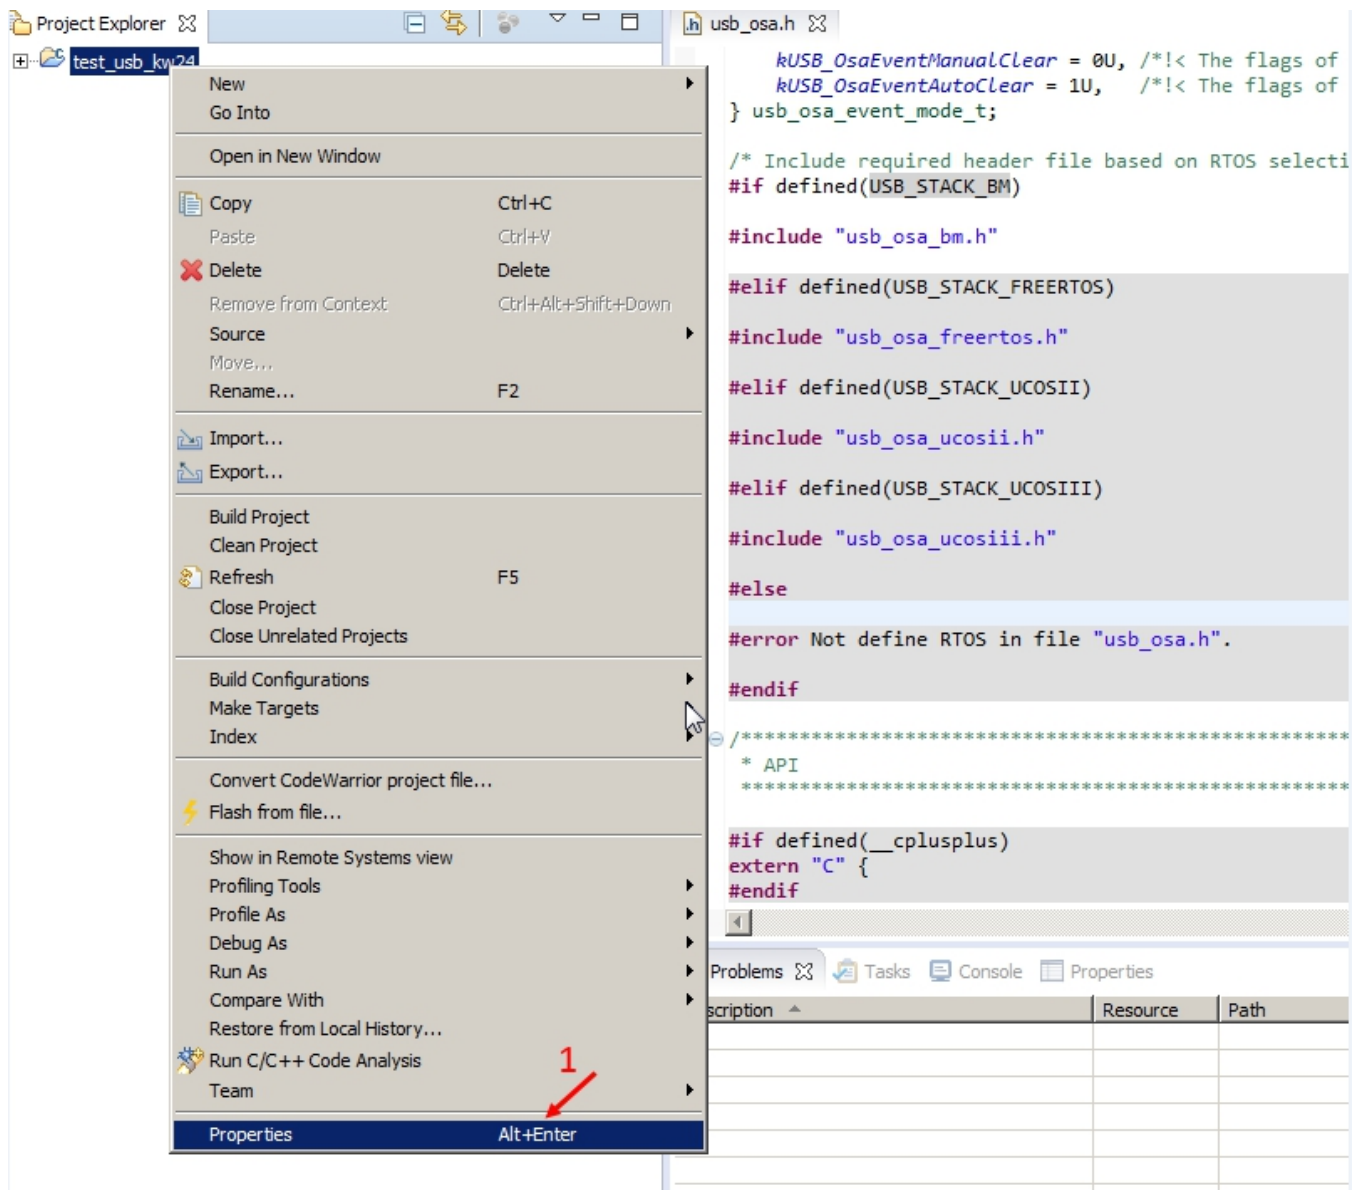 Project Explorer
test_usb_kw24
New
Go Into
Open in New Window
Copy Ctrl+C
Paste Ctrl+V
Delete Delete
Remove from Context Ctrl+Alt+Shift+Down
Source
Move...
Rename... F2
Import...
Export...
Build Project
Clean Project
Refresh F5
Close Project
Close Unrelated Projects
Build Configurations
Make Targets
Index
Convert CodeWarrior project file...
Flash from file...
Show in Remote Systems view
Profiling Tools
Profile As
Debug As
Run As
Compare With
Restore from Local History...
Run C/C++ Code Analysis
1
Team
Properties Alt+Enter
.h usb_osa.h
kUSB_OsaEventManualClear = 0U, /*!< The flags of
kUSB_OsaEventAutoClear = 1U, /*!< The flags of
} usb_osa_event_mode_t;
/* Include required header file based on RTOS selecti
#if defined(USB_STACK_BM)
#include "usb_osa_bm.h"
#elif defined(USB_STACK_FREERTOS)
#include "usb_osa_freertos.h"
#elif defined(USB_STACK_UCOSII)
#include "usb_osa_ucosii.h"
#elif defined(USB_STACK_UCOSIII)
#include "usb_osa_ucosiii.h"
#else
#error Not define RTOS in file "usb_osa.h".
#endif
/*****************************************************
* API
*****************************************************
#if defined(__cplusplus)
extern "C" {
#endif
Problems Tasks Console Properties
scription Resource Path